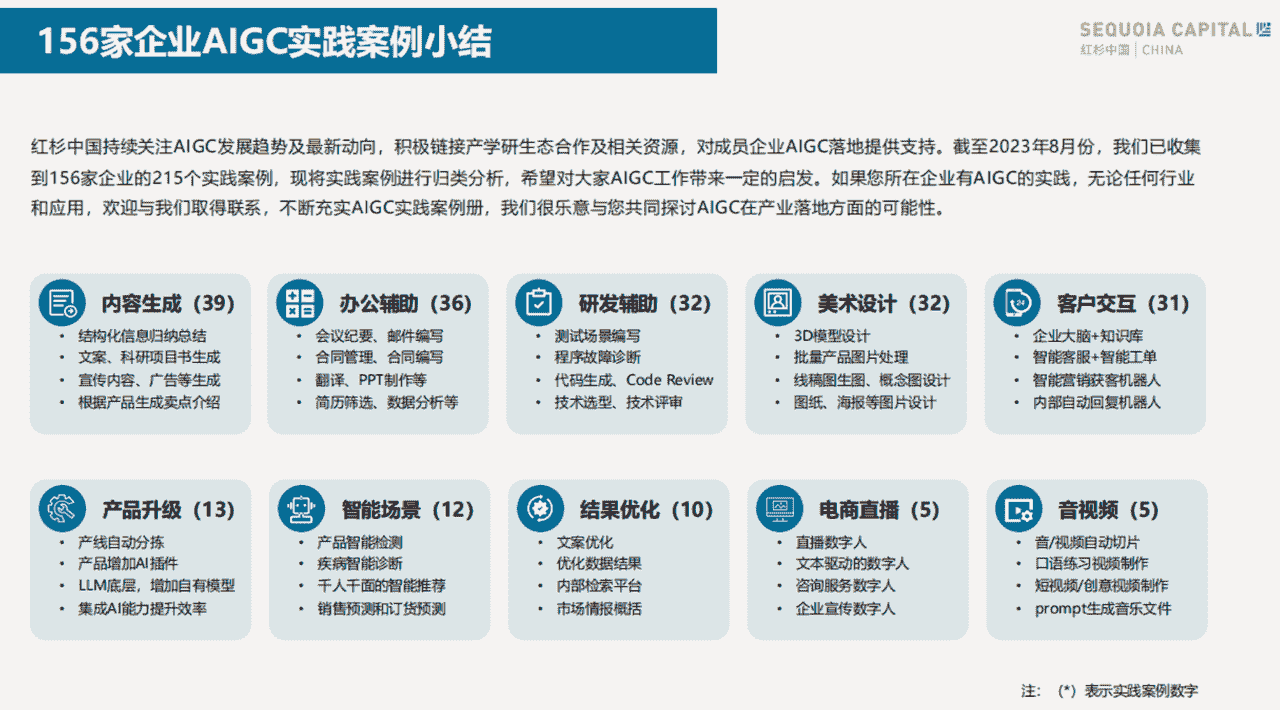 156家企业AIGC实践案例小结
SEQUOIA CAPITAL
红杉中国 | CHINA
红杉中国持续关注AIGC发展趋势及最新动向，积极链接产学研生态合作及相关资源，对成员企业AIGC落地提供支持。截至2023年8月份，我们已收集
到156家企业的215个实践案例，现将实践案例进行归类分析，希望对大家AIGC工作带来一定的启发。如果您所在企业有AIGC的实践，无论任何行业
和应用，欢迎与我们取得联系，不断充实AIGC实践案例册，我们很乐意与您共同探讨AIGC在产业落地方面的可能性。
内容生成（39）
• 结构化信息归纳总结
• 文案、科研项目书生成
• 宣传内容、广告等生成
• 根据产品生成卖点介绍
办公辅助（36）
• 会议纪要、邮件编写
• 合同管理、合同编写
• 翻译、PPT制作等
• 简历筛选、数据分析等
研发辅助（32）
• 测试场景编写
• 程序故障诊断
• 代码生成、Code Review
• 技术选型、技术评审
美术设计（32）
• 3D模型设计
• 批量产品图片处理
• 线稿图生图、概念图设计
• 图纸、海报等图片设计
24
客户交互（31）
• 企业大脑+知识库
• 智能客服+智能工单
• 智能营销获客机器人
• 内部自动回复机器人
产品升级（13）
• 产线自动分拣
• 产品增加AI插件
• LLM底层，增加自有模型
• 集成AI能力提升效率
智能场景（12）
• 产品智能检测
• 疾病智能诊断
• 千人千面的智能推荐
• 销售预测和订货预测
结果优化（10）
• 文案优化
• 优化数据结果
• 内部检索平台
• 市场情报概括
电商直播（5）
• 直播数字人
• 文本驱动的数字人
• 咨询服务数字人
• 企业宣传数字人
音视频（5）
• 音/视频自动切片
• 口语练习视频制作
• 短视频/创意视频制作
• prompt生成音乐文件
注：（*）表示实践案例数字